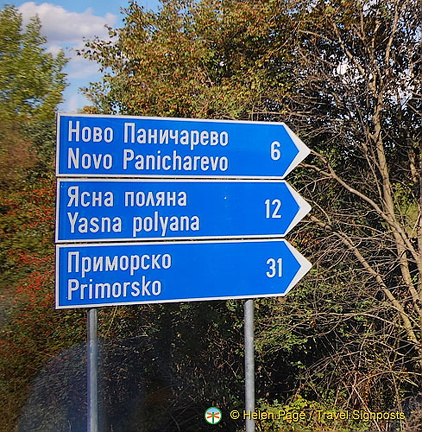 Ново Паничарево
Novo Panicharevo 6
Ясна поляна
Yasna polyana 12
Приморско
Primorsko 31
© Helen Page / Travel Signposts